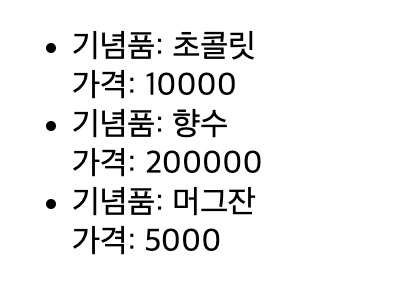 • 기념품: 초콜릿
가격: 10000
• 기념품: 향수
가격: 200000
• 기념품: 머그잔
가격: 5000